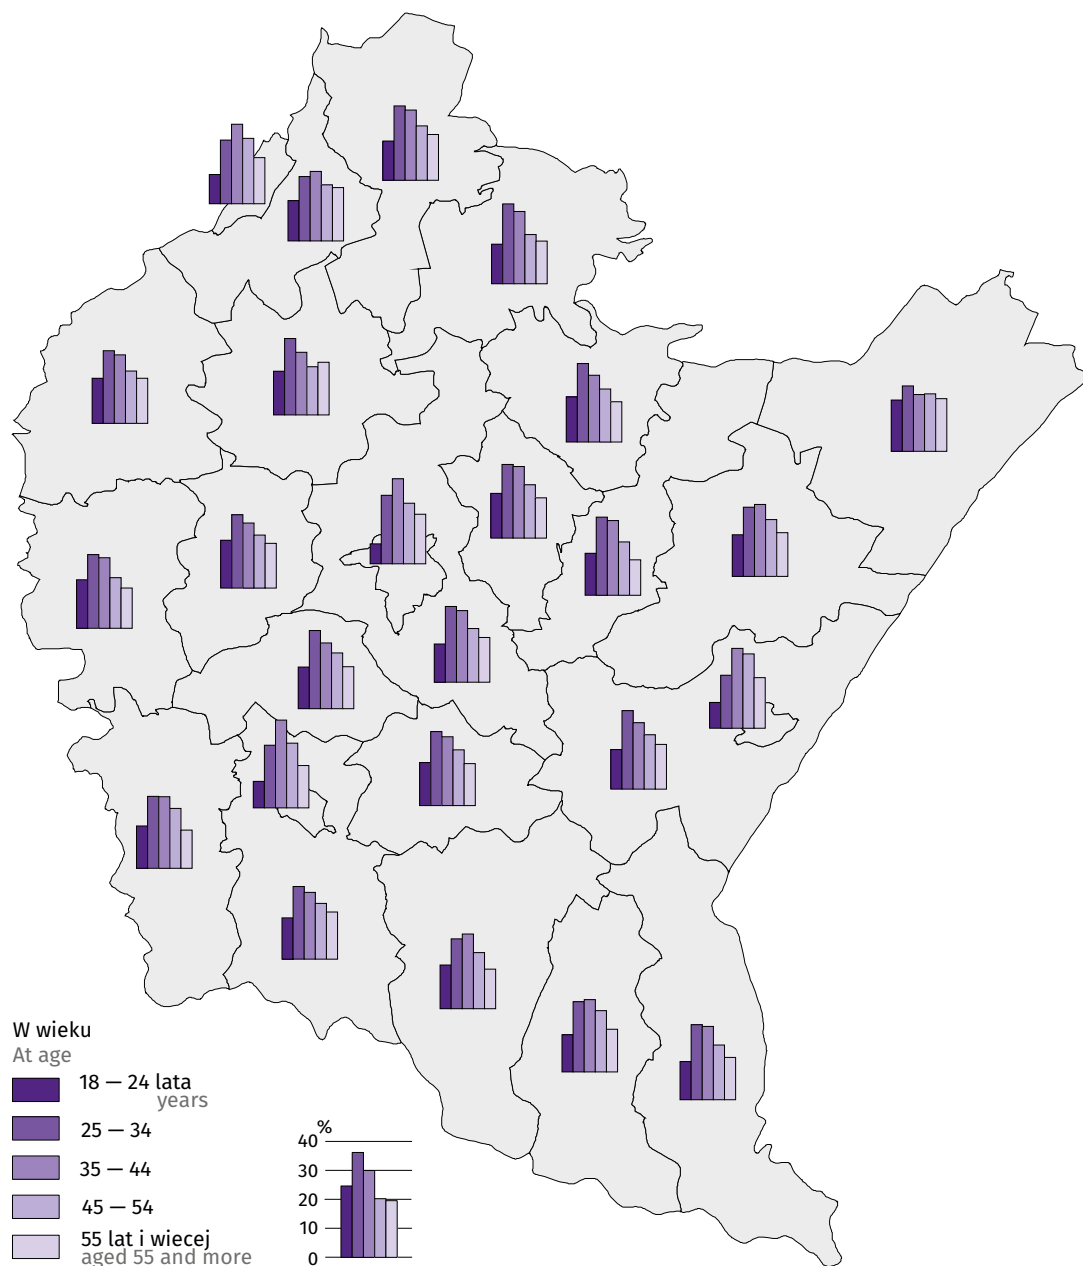 W wieku
At age
18 — 24 lata
years
25 — 34
35 — 44
45 — 54
55 lat i wiecej
aged 55 and more
%
40
30
20
10
0